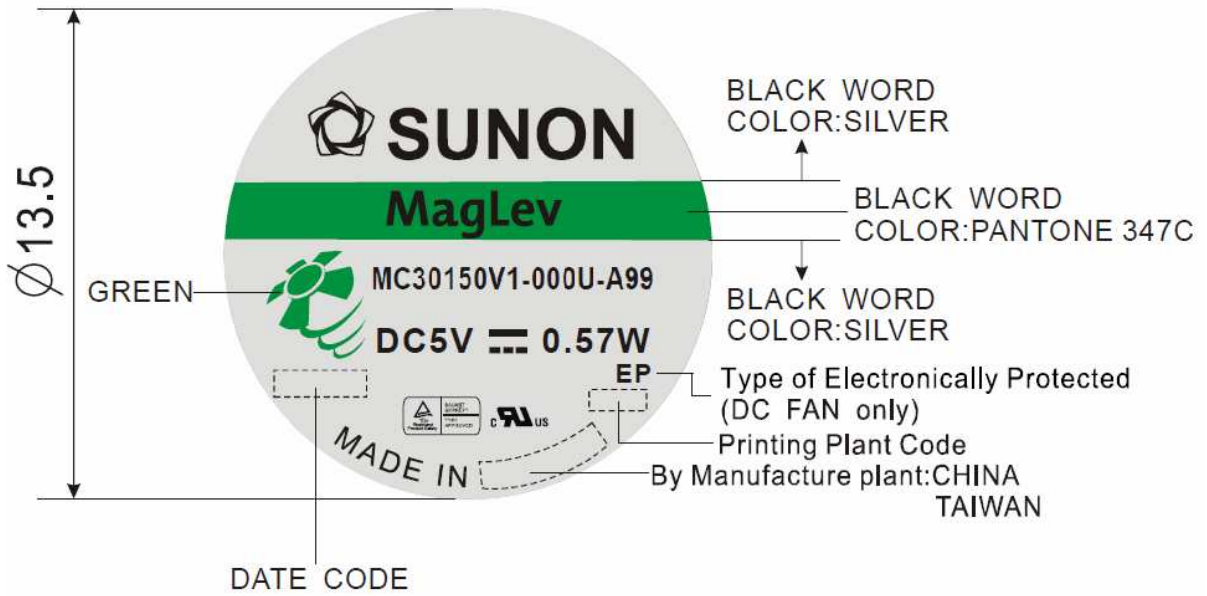 SUNON
MagLev
MC30150V1-000U-A99
DC5V ⎓ 0.57W
EP
c RU US
MADE IN
Ø13.5
GREEN
DATE CODE
BLACK WORD
COLOR:SILVER
BLACK WORD
COLOR:PANTONE 347C
BLACK WORD
COLOR:SILVER
Type of Electronically Protected
(DC FAN only)
Printing Plant Code
By Manufacture plant:CHINA
TAIWAN